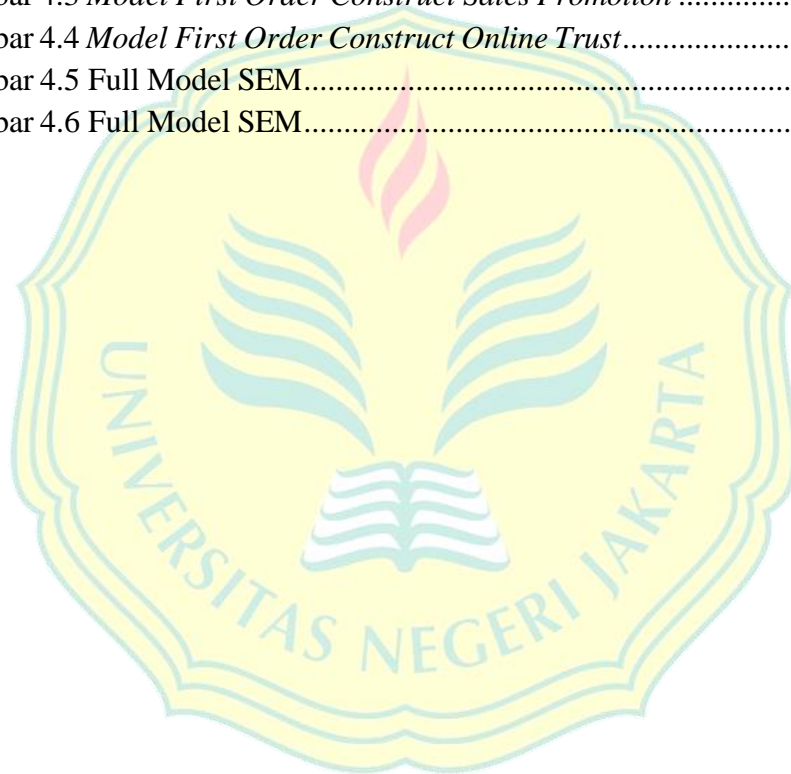 bar 4.3 Model First Order Construct Sales Promotion ..............
bar 4.4 Model First Order Construct Online Trust.....................
bar 4.5 Full Model SEM.............................................................
bar 4.6 Full Model SEM.............................................................
UNIVERSITAS NEGERI JAKARTA